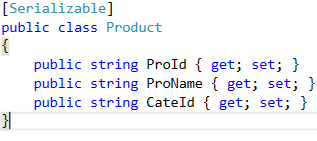 [Serializable]
public class Product
{
    public string ProId { get; set; }
    public string ProName { get; set; }
    public string CateId { get; set; }
}